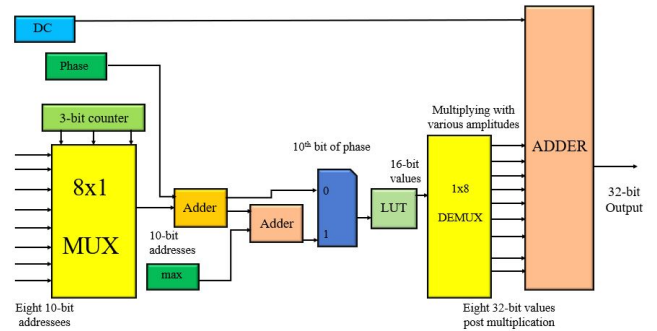 DC
Phase
3-bit counter
8x1
MUX
Eight 10-bit
addressees
Adder
10-bit
addresses
max
Adder
10th bit of phase
0
1
16-bit
values
LUT
Multiplying with
various amplitudes
1x8
DEMUX
Eight 32-bit values
post multiplication
ADDER
32-bit
Output